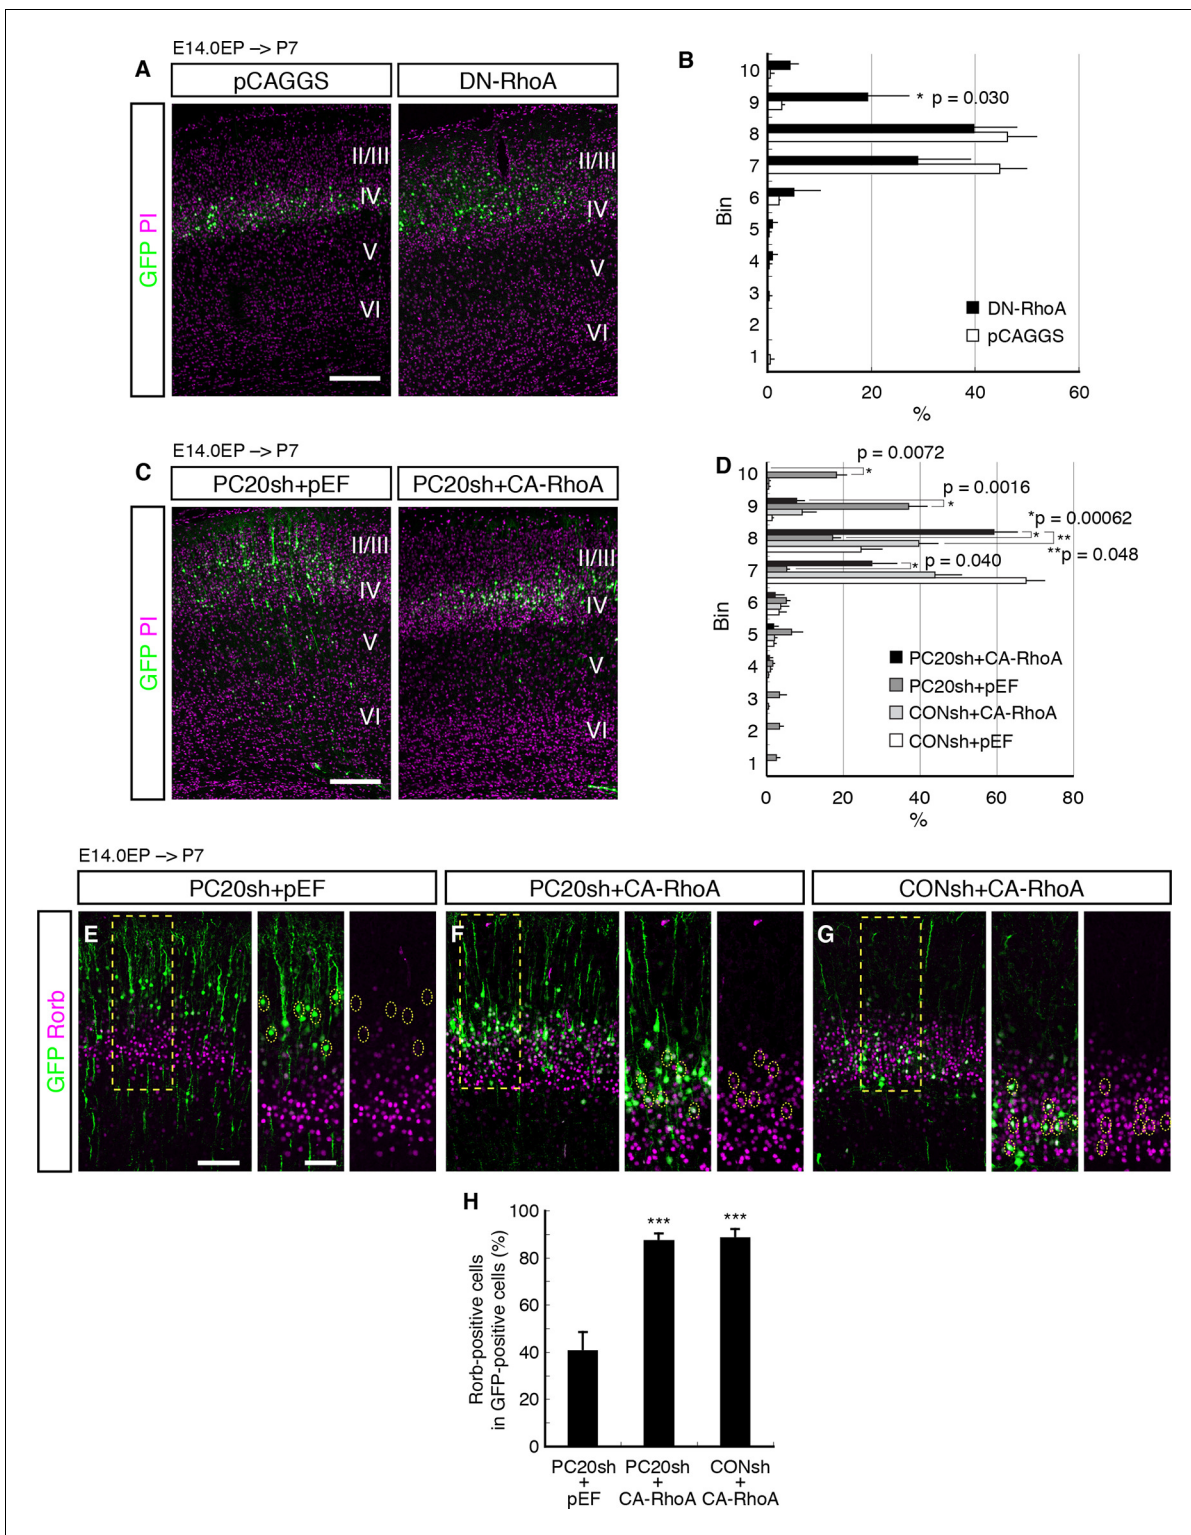 E14.0EP –> P7
A
pCAGGS
DN-RhoA
GFP PI
II/III
IV
V
VI
II/III
IV
V
VI
B
Bin
10
9
8
7
6
5
4
3
2
1
* p = 0.030
DN-RhoA
pCAGGS
0 20 40 60
%
E14.0EP –> P7
C
PC20sh+pEF
PC20sh+CA-RhoA
GFP PI
II/III
IV
V
VI
II/III
IV
V
VI
D
Bin
10
9
8
7
6
5
4
3
2
1
p = 0.0072
*
p = 0.0016
*
*p = 0.00062
*
**
**p = 0.048
p = 0.040
*
PC20sh+CA-RhoA
PC20sh+pEF
CONsh+CA-RhoA
CONsh+pEF
0 20 40 60 80
%
E14.0EP –> P7
PC20sh+pEF
PC20sh+CA-RhoA
CONsh+CA-RhoA
GFP Rorb
E
F
G
H
Rorb-positive cells
in GFP-positive cells (%)
100
80
60
40
20
0
***
***
PC20sh
+
pEF
PC20sh
+
CA-RhoA
CONsh
+
CA-RhoA